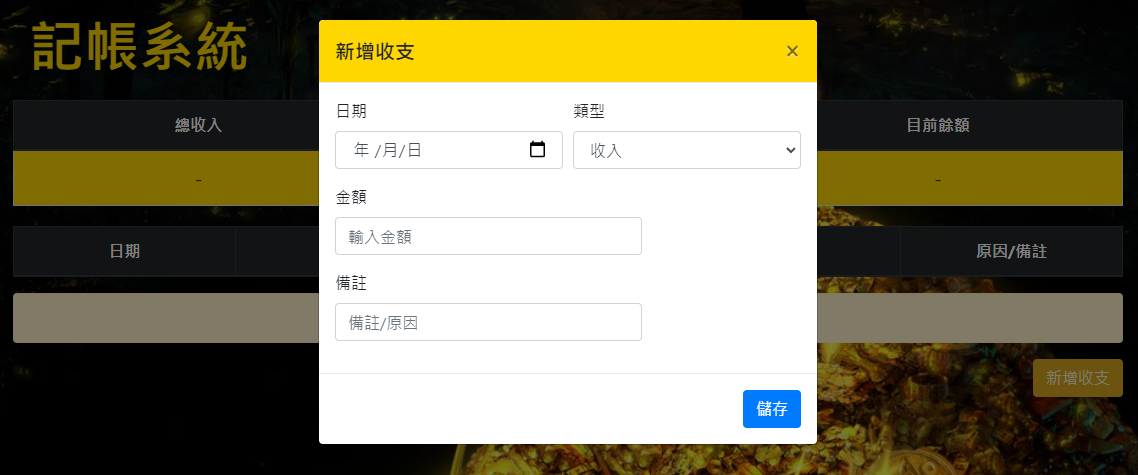 記帳系統
新增收支 ×
日期 類型
年 /月/日 收入
總收入 目前餘額
- -
金額
輸入金額
日期 原因/備註
備註
備註/原因
新增收支
儲存